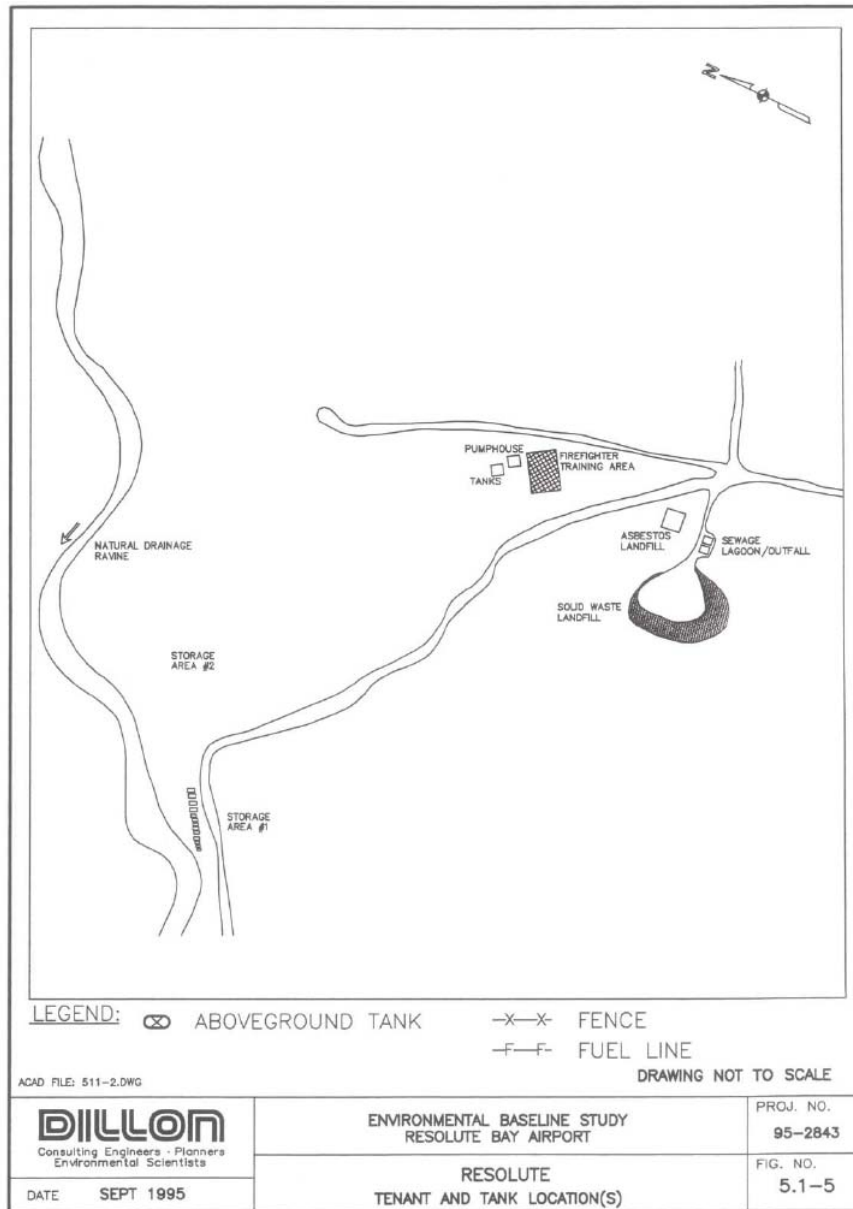 N
PUMPHOUSE
TANKS
FIREFIGHTER
TRAINING AREA
NATURAL DRAINAGE
RAVINE
ASBESTOS
LANDFILL
SEWAGE
LAGOON/OUTFALL
SOLID WASTE
LANDFILL
STORAGE
AREA #2
STORAGE
AREA #1
LEGEND:
ABOVEGROUND TANK
-X-X- FENCE
-F-F- FUEL LINE
ACAD FILE: 511-2.DWG
DRAWING NOT TO SCALE
DILLON
Consulting Engineers · Planners
Environmental Scientists
DATE SEPT 1995
ENVIRONMENTAL BASELINE STUDY
RESOLUTE BAY AIRPORT
RESOLUTE
TENANT AND TANK LOCATION(S)
PROJ. NO.
95-2843
FIG. NO.
5.1-5